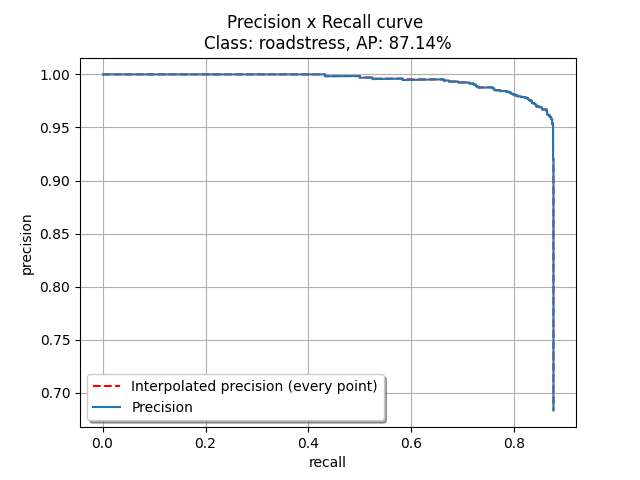 Precision x Recall curve
Class: roadstress, AP: 87.14%
precision
1.00
0.95
0.90
0.85
0.80
0.75
0.70
Interpolated precision (every point)
Precision
0.0 0.2 0.4 0.6 0.8
recall